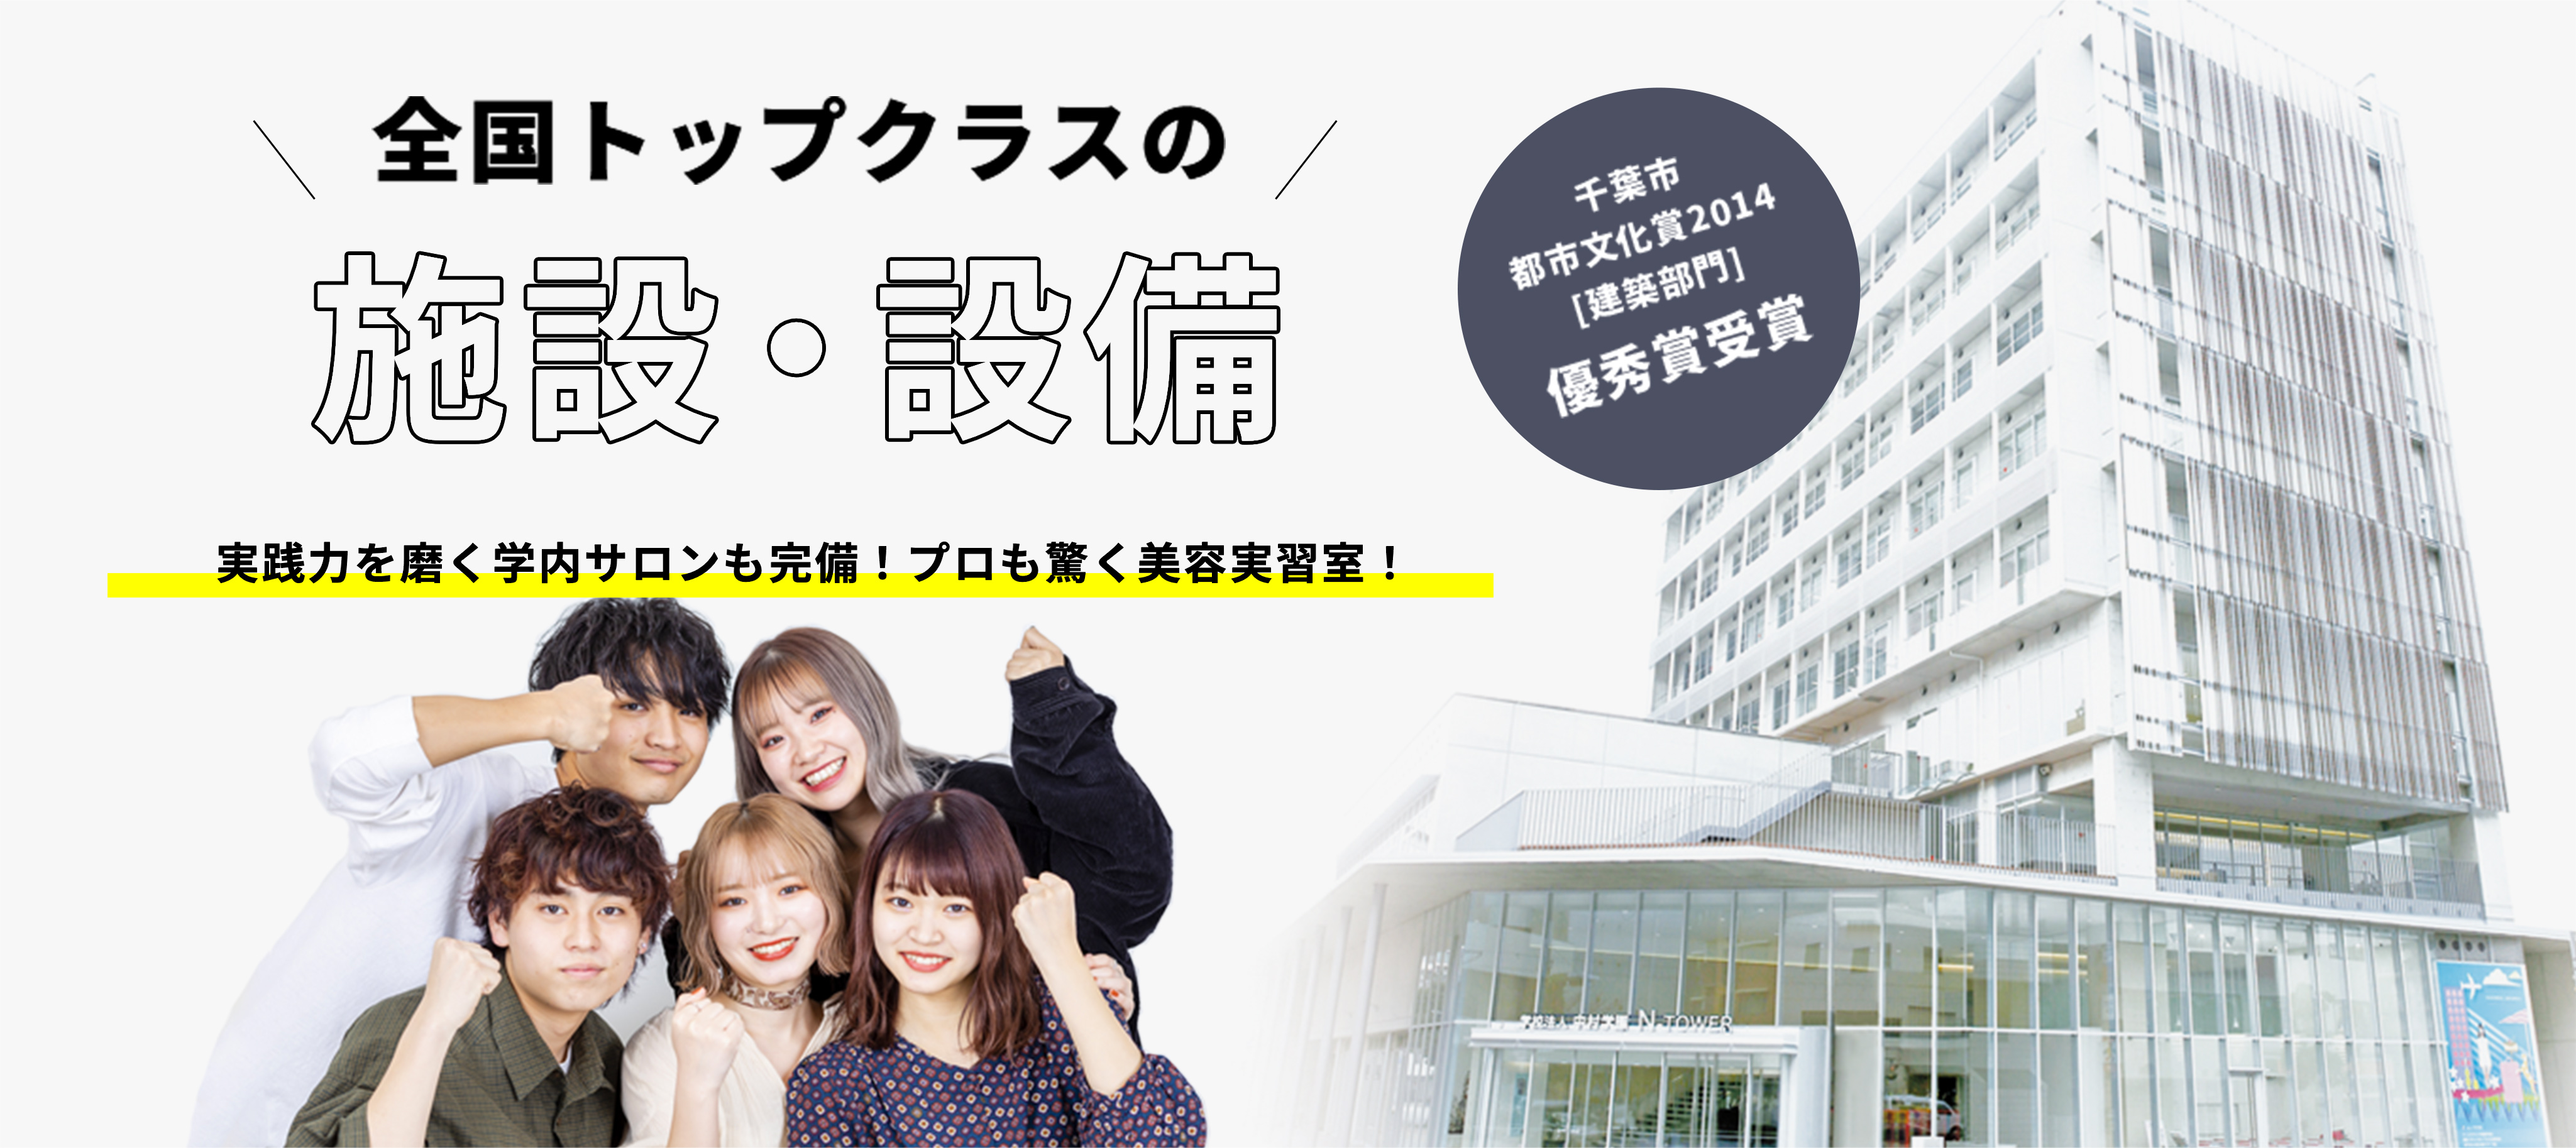 全国トップクラスの
施設・設備
千葉市
都市文化賞2014
[建築部門]
優秀賞受賞
実践力を磨く学内サロンも完備！プロも驚く美容実習室！
学校法人 中村学園 N-TOWER